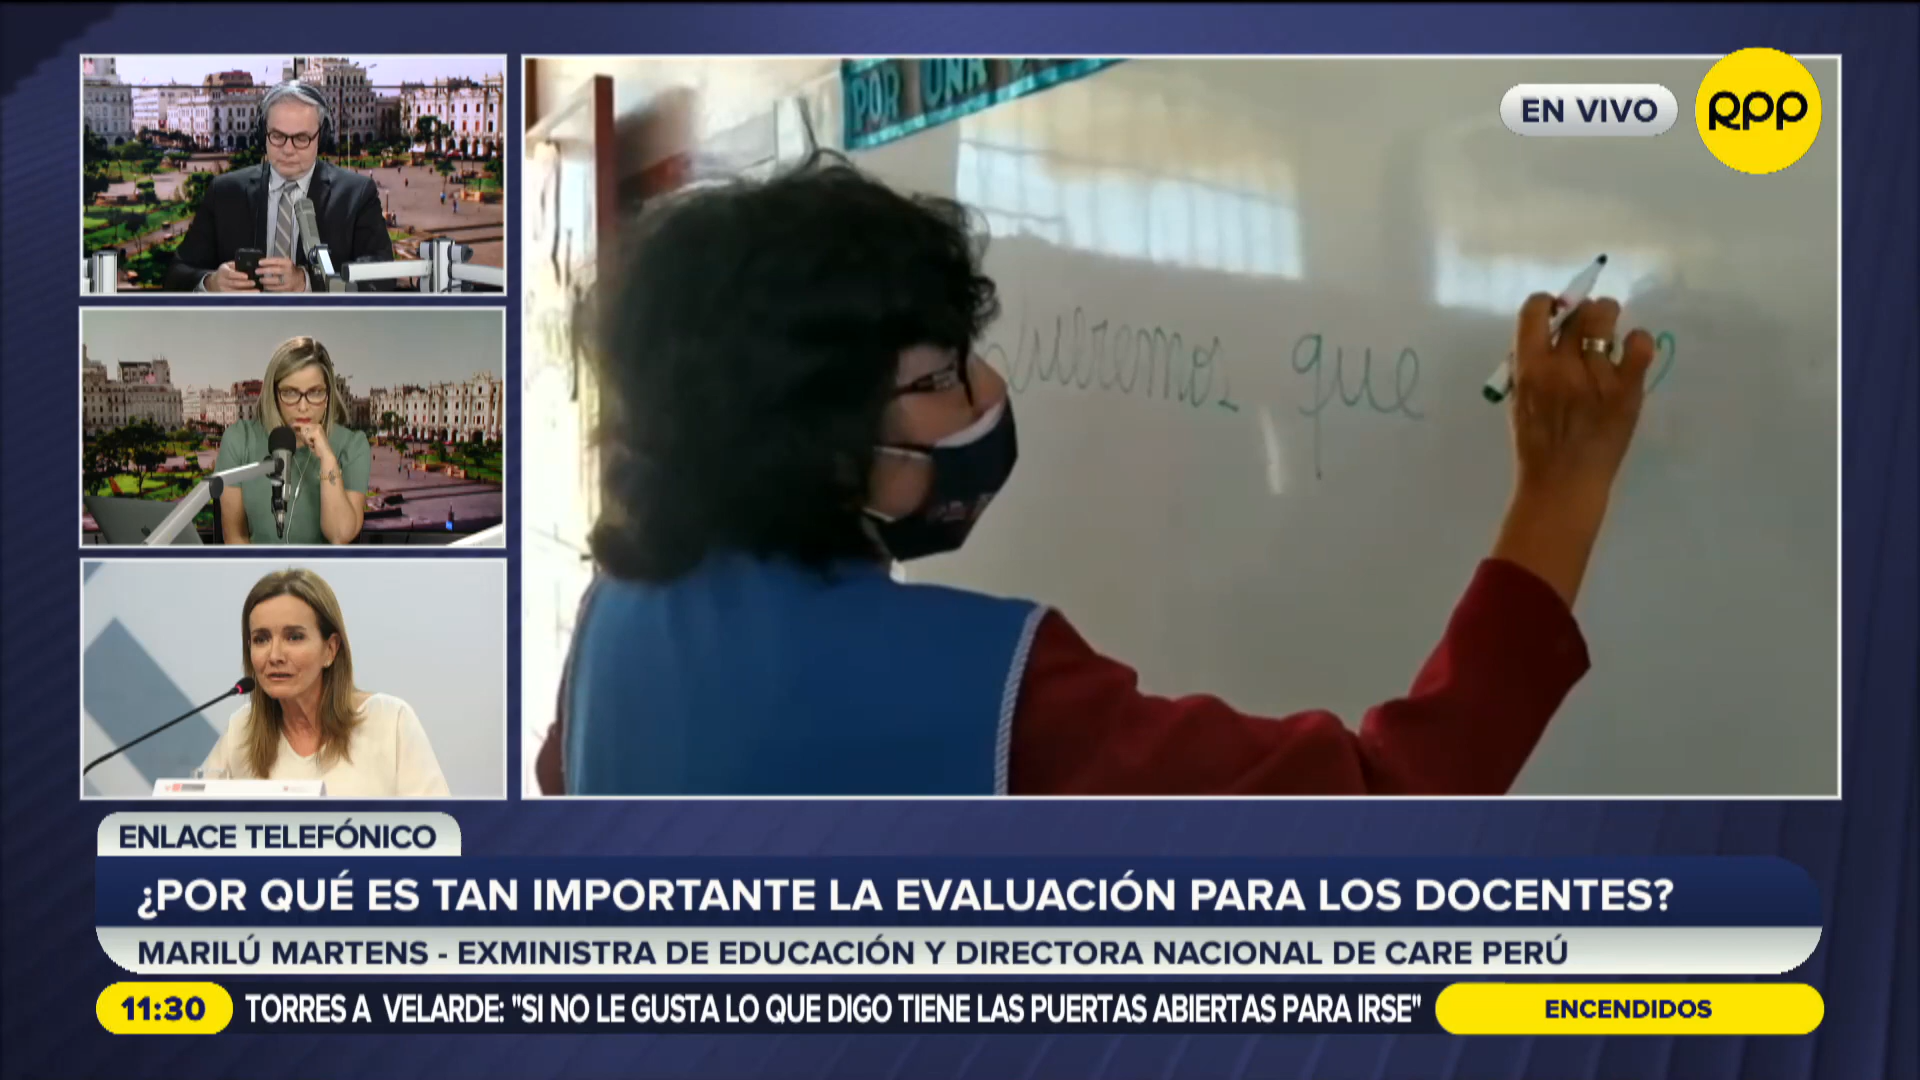 POR UNA
EN VIVO
rpp
Queremos que
ENLACE TELEFÓNICO
¿POR QUÉ ES TAN IMPORTANTE LA EVALUACIÓN PARA LOS DOCENTES?
MARILÚ MARTENS - EXMINISTRA DE EDUCACIÓN Y DIRECTORA NACIONAL DE CARE PERÚ
11:30 TORRES A VELARDE: "SI NO LE GUSTA LO QUE DIGO TIENE LAS PUERTAS ABIERTAS PARA IRSE" ENCENDIDOS